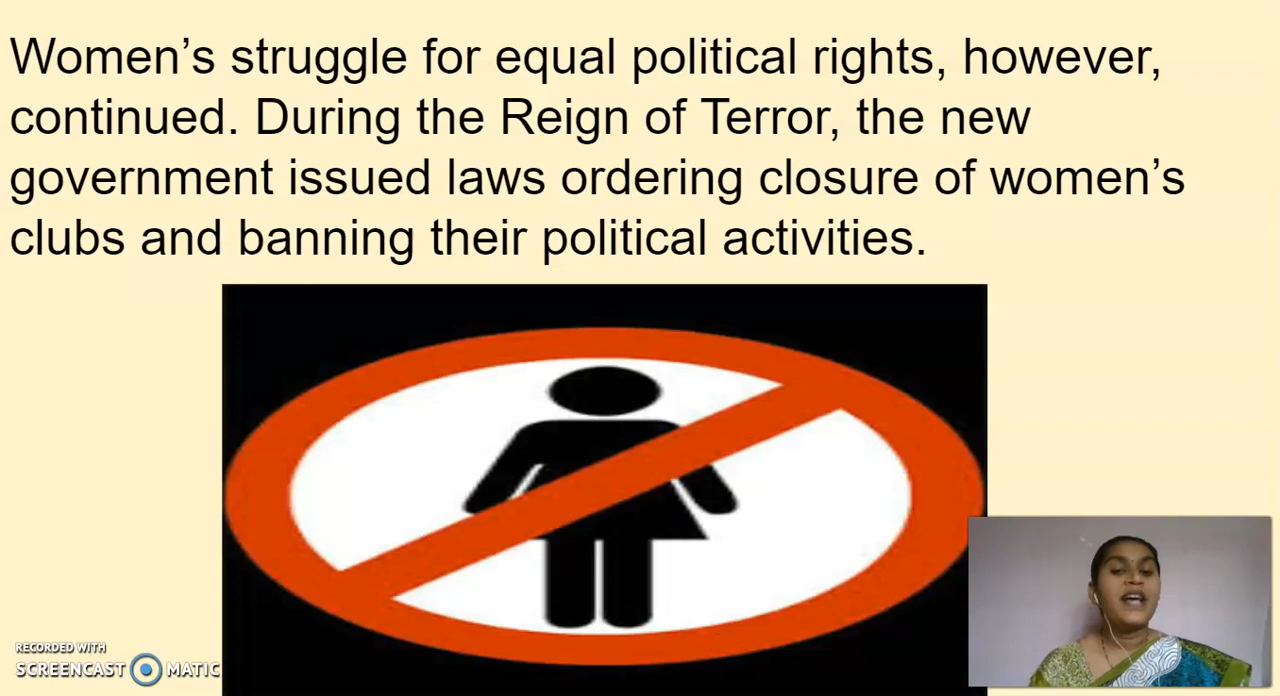 Women’s struggle for equal political rights, however,
continued. During the Reign of Terror, the new
government issued laws ordering closure of women’s
clubs and banning their political activities.
RECORDED WITH
SCREENCAST MATIC